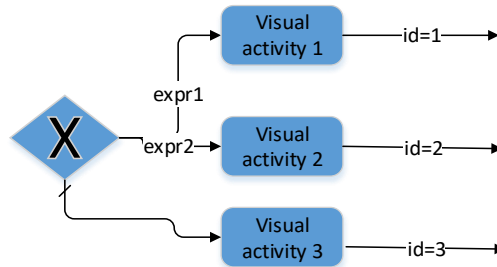 Visual
activity 1
id=1
expr1
X
expr2
Visual
activity 2
id=2
Visual
activity 3
id=3